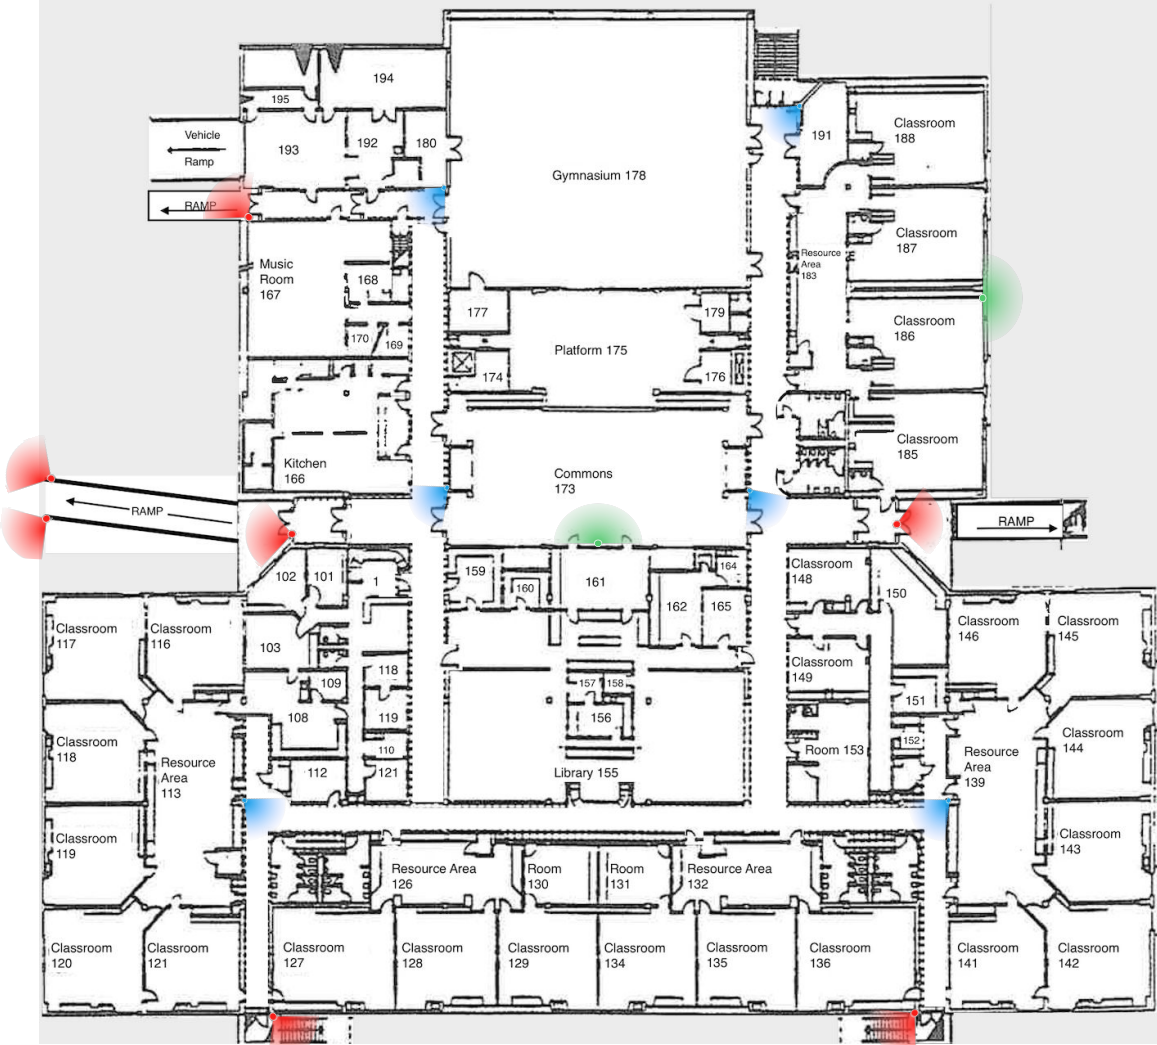 194
195
Vehicle
Ramp
193
192
180
191
Classroom
188
Gymnasium 178
RAMP
Classroom
187
Music
Room
167
168
Resource
Area
183
177
179
Classroom
186
170
169
Platform 175
174
176
Kitchen
166
Commons
173
Classroom
185
RAMP
RAMP
102
101
1
159
160
161
162
164
165
Classroom
148
150
Classroom
117
Classroom
116
103
Classroom
146
Classroom
145
118
109
157
158
Classroom
149
151
108
119
156
110
152
Room 153
Classroom
118
Resource
Area
113
112
121
Library 155
Resource
Area
139
Classroom
144
Classroom
119
Classroom
143
Resource Area
126
Room
130
Room
131
Resource Area
132
Classroom
120
Classroom
121
Classroom
127
Classroom
128
Classroom
129
Classroom
134
Classroom
135
Classroom
136
Classroom
141
Classroom
142